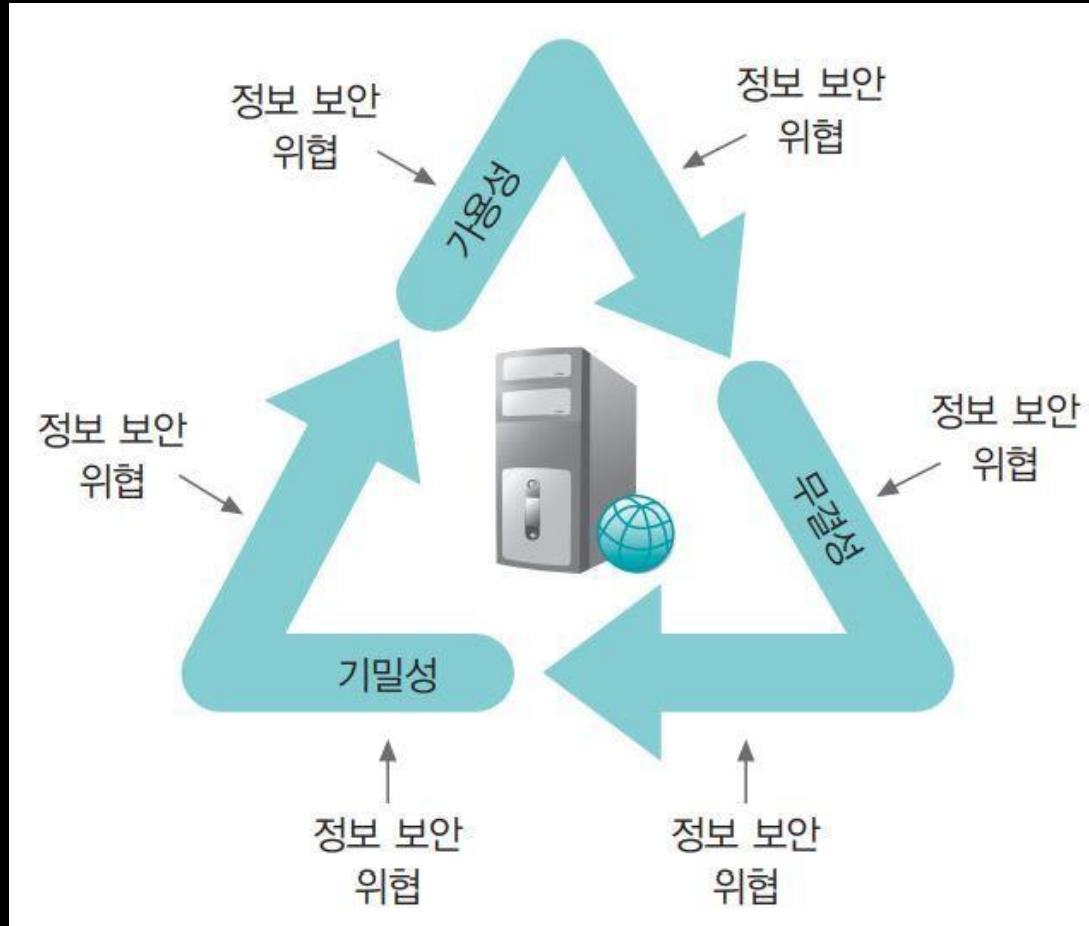 정보 보안
위협
정보 보안
위협
가용성
정보 보안
위협
정보 보안
위협
무결성
기밀성
정보 보안
위협
정보 보안
위협